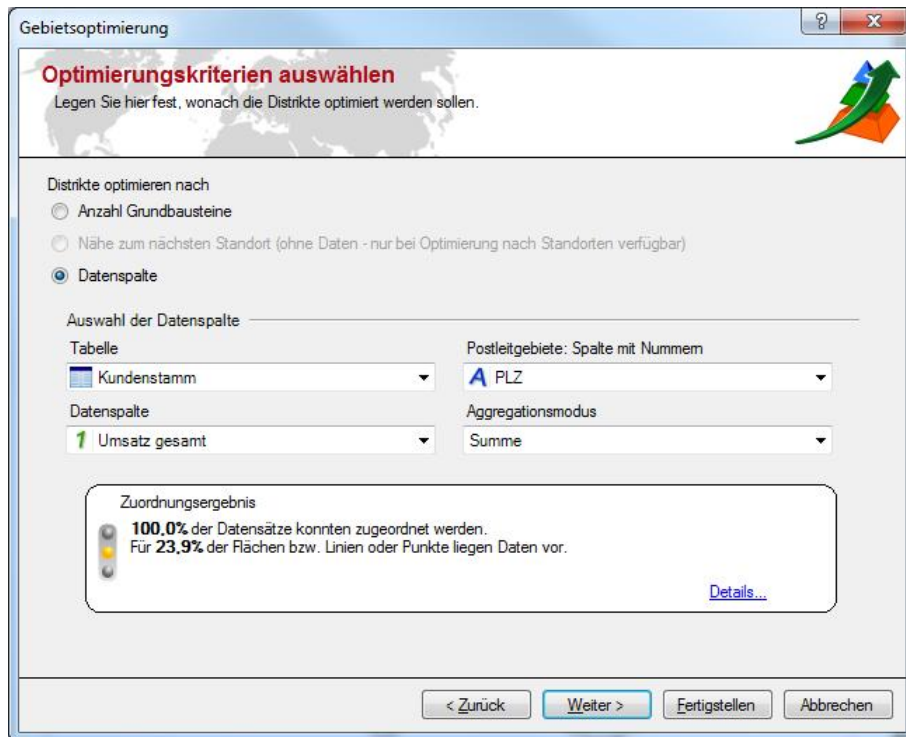 Gebietsoptimierung
Optimierungskriterien auswählen
Legen Sie hier fest, wonach die Distrikte optimiert werden sollen.
Distrikte optimieren nach
Anzahl Grundbausteine
Nähe zum nächsten Standort (ohne Daten - nur bei Optimierung nach Standorten verfügbar)
Datenspalte
Auswahl der Datenspalte
Tabelle
Kundenstamm
Postleitgebiete: Spalte mit Nummern
A PLZ
Datenspalte
1 Umsatz gesamt
Aggregationsmodus
Summe
Zuordnungsergebnis
100,0% der Datensätze konnten zugeordnet werden.
Für 23,9% der Flächen bzw. Linien oder Punkte liegen Daten vor.
Details...
< Zurück
Weiter >
Fertigstellen
Abbrechen